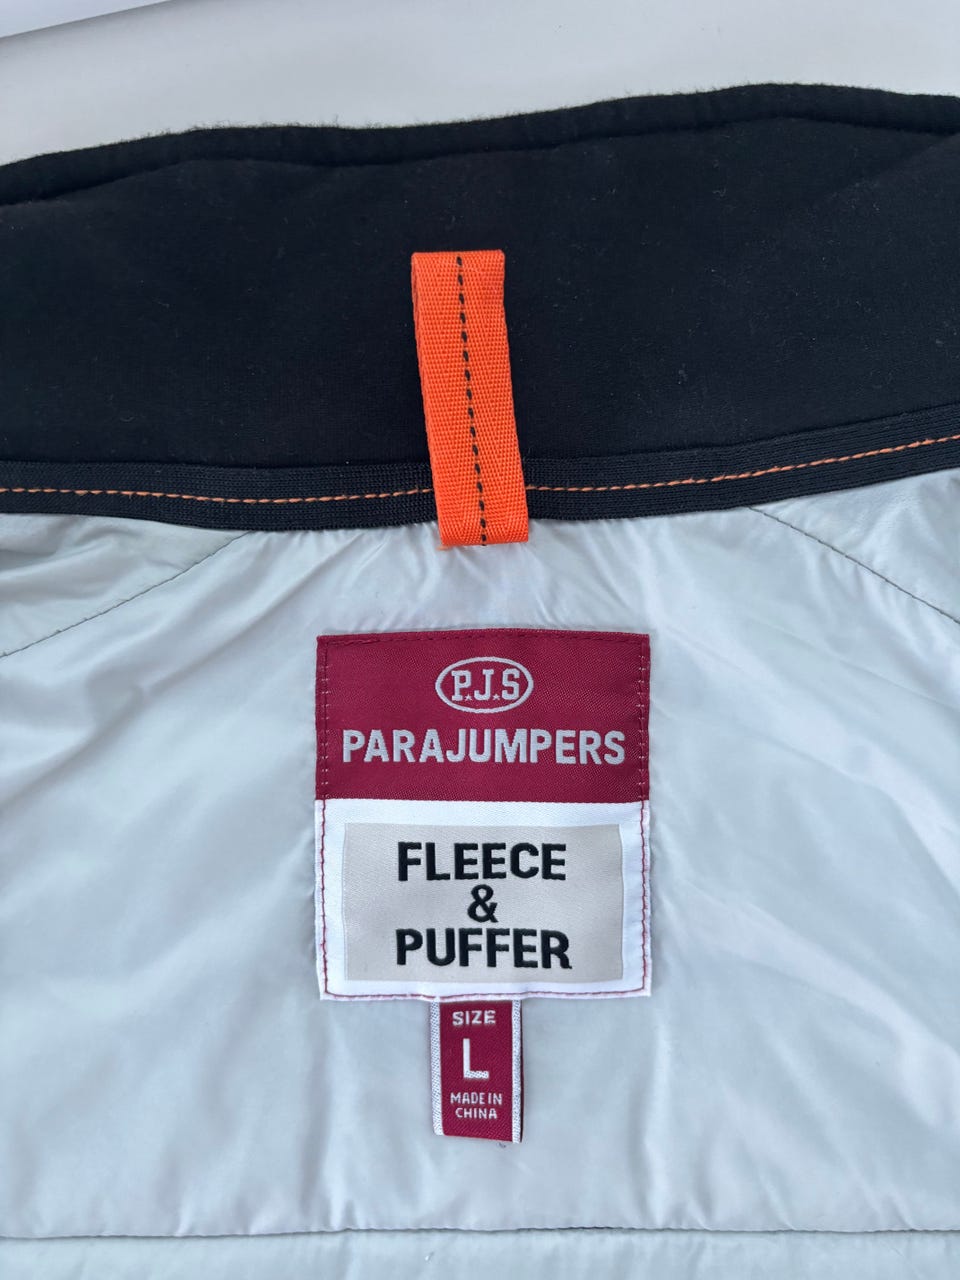 P.J.S
PARAJUMPERS
FLEECE
&
PUFFER
SIZE
L
MADE IN
CHINA